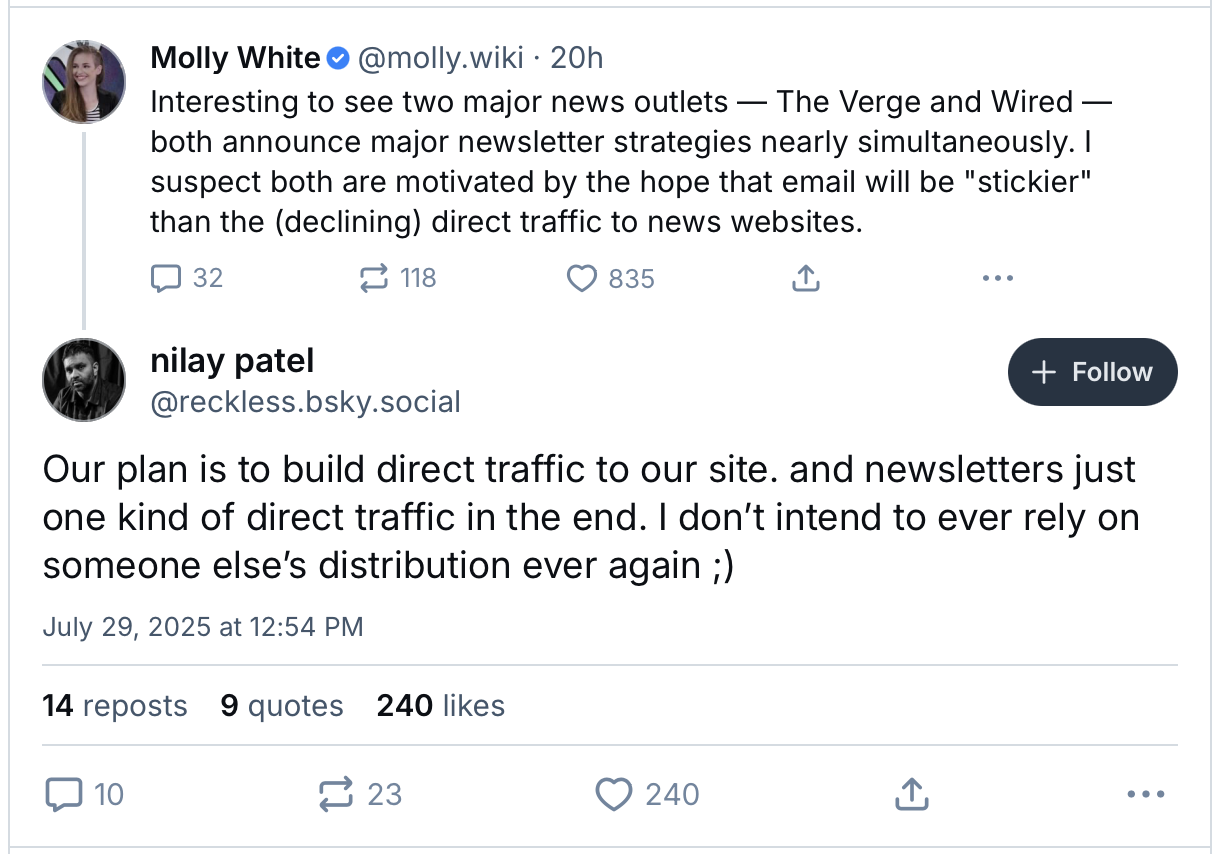 Molly White @molly.wiki · 20h
Interesting to see two major news outlets — The Verge and Wired —
both announce major newsletter strategies nearly simultaneously. I
suspect both are motivated by the hope that email will be "stickier"
than the (declining) direct traffic to news websites.
32 118 835
nilay patel
@reckless.bsky.social
+ Follow
Our plan is to build direct traffic to our site. and newsletters just
one kind of direct traffic in the end. I don’t intend to ever rely on
someone else’s distribution ever again ;)
July 29, 2025 at 12:54 PM
14 reposts 9 quotes 240 likes
10 23 240